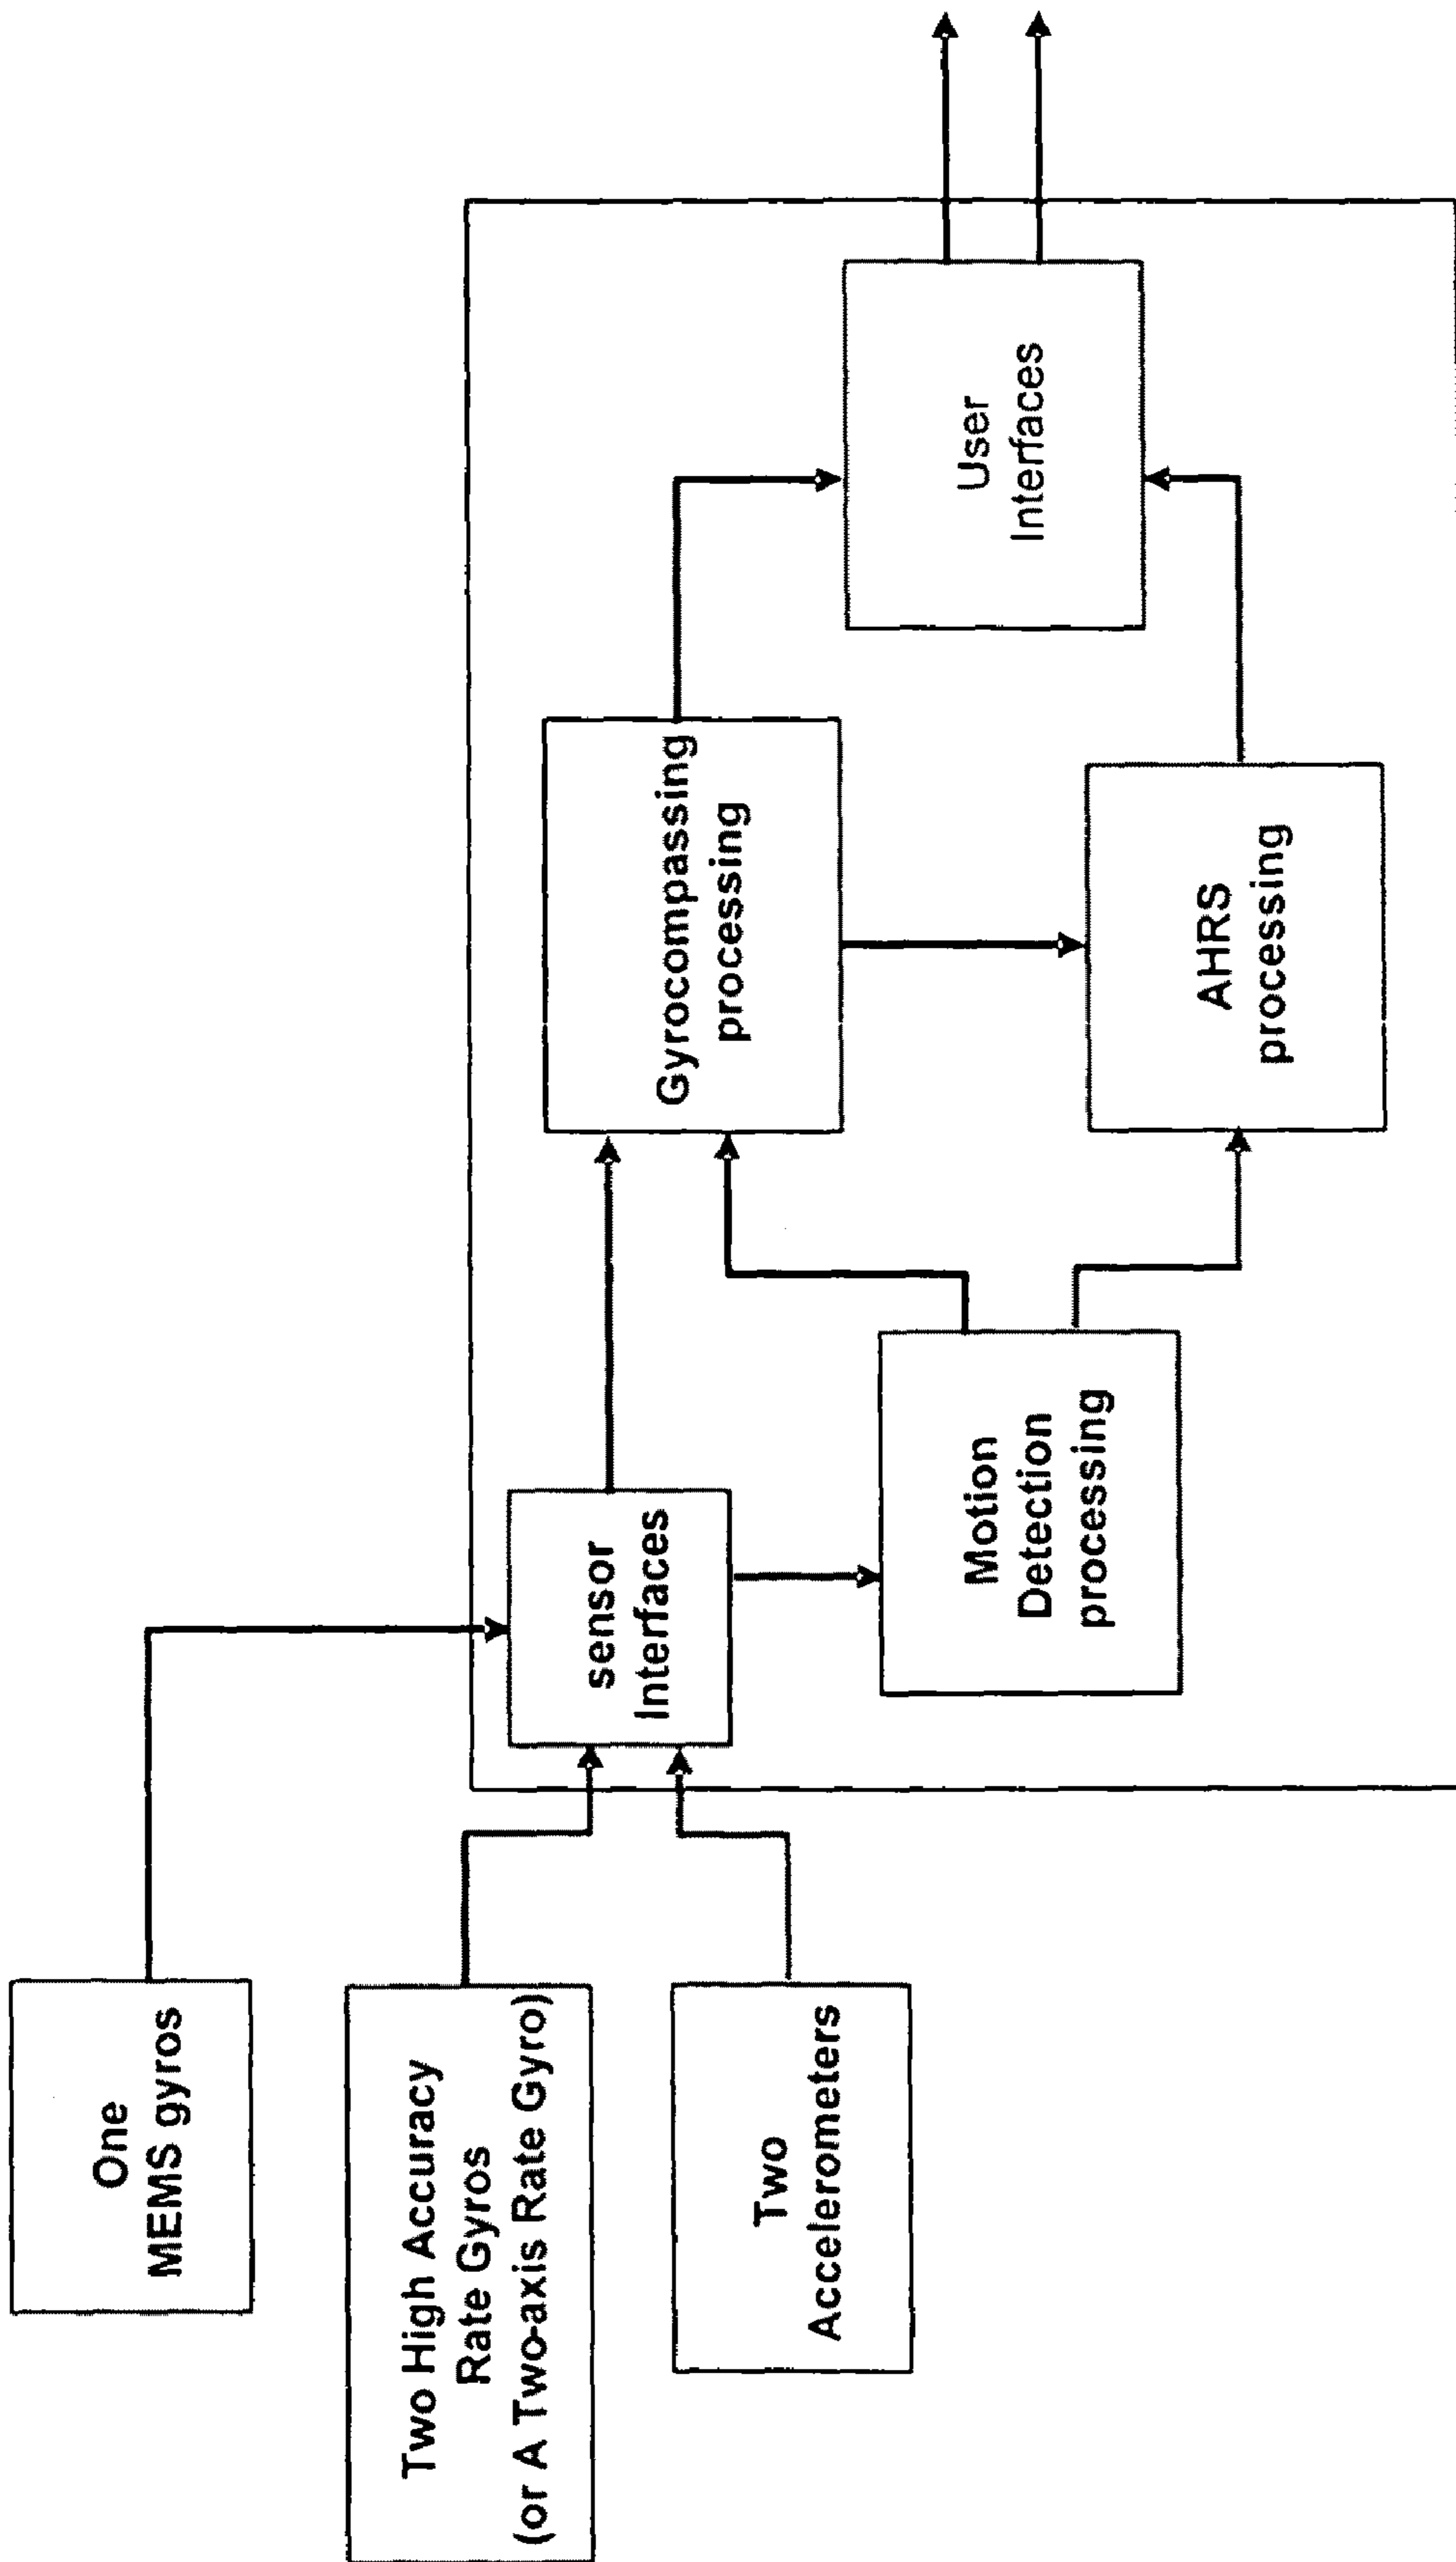 One
MEMS gyros
Two High Accuracy
Rate Gyros
(or A Two-axis Rate Gyro)
Two
Accelerometers
sensor
Interfaces
Motion
Detection
processing
Gyrocompassing
processing
AHRS
processing
User
Interfaces